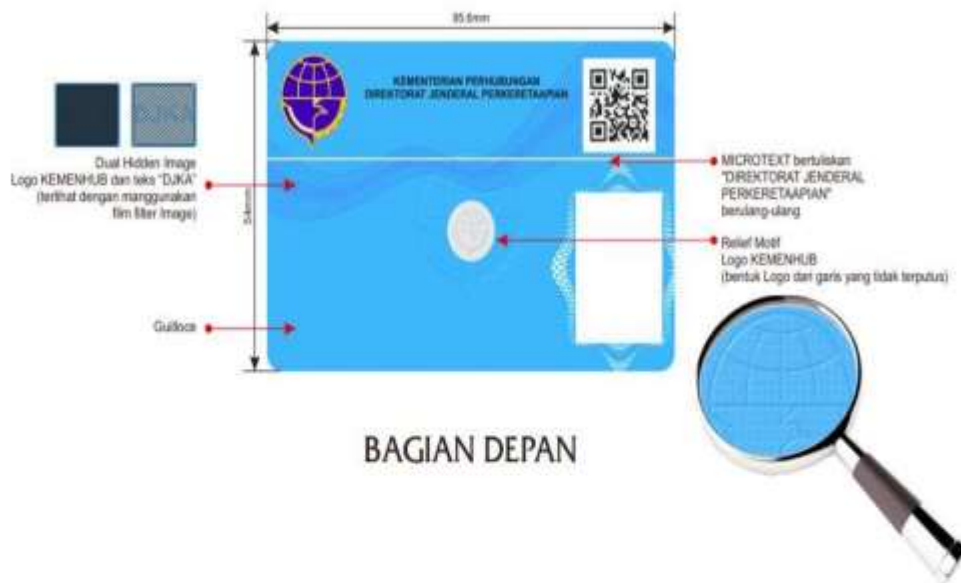 85.6mm
KEMENTERIAN PERHUBUNGAN
DIREKTORAT JENDERAL PERKERETAAPIAN
DJKA
Dual Hidden Image
Logo KEMENHUB dan teks "DJKA"
(terlihat dengan manggunakan
film filter Image)
54mm
MICROTEXT bertuliskan
"DIREKTORAT JENDERAL
PERKERETAAPIAN"
berulang-ulang
Relief Motif
Logo KEMENHUB
(bentuk Logo dari garis yang tidak terputus)
Guilloce
BAGIAN DEPAN